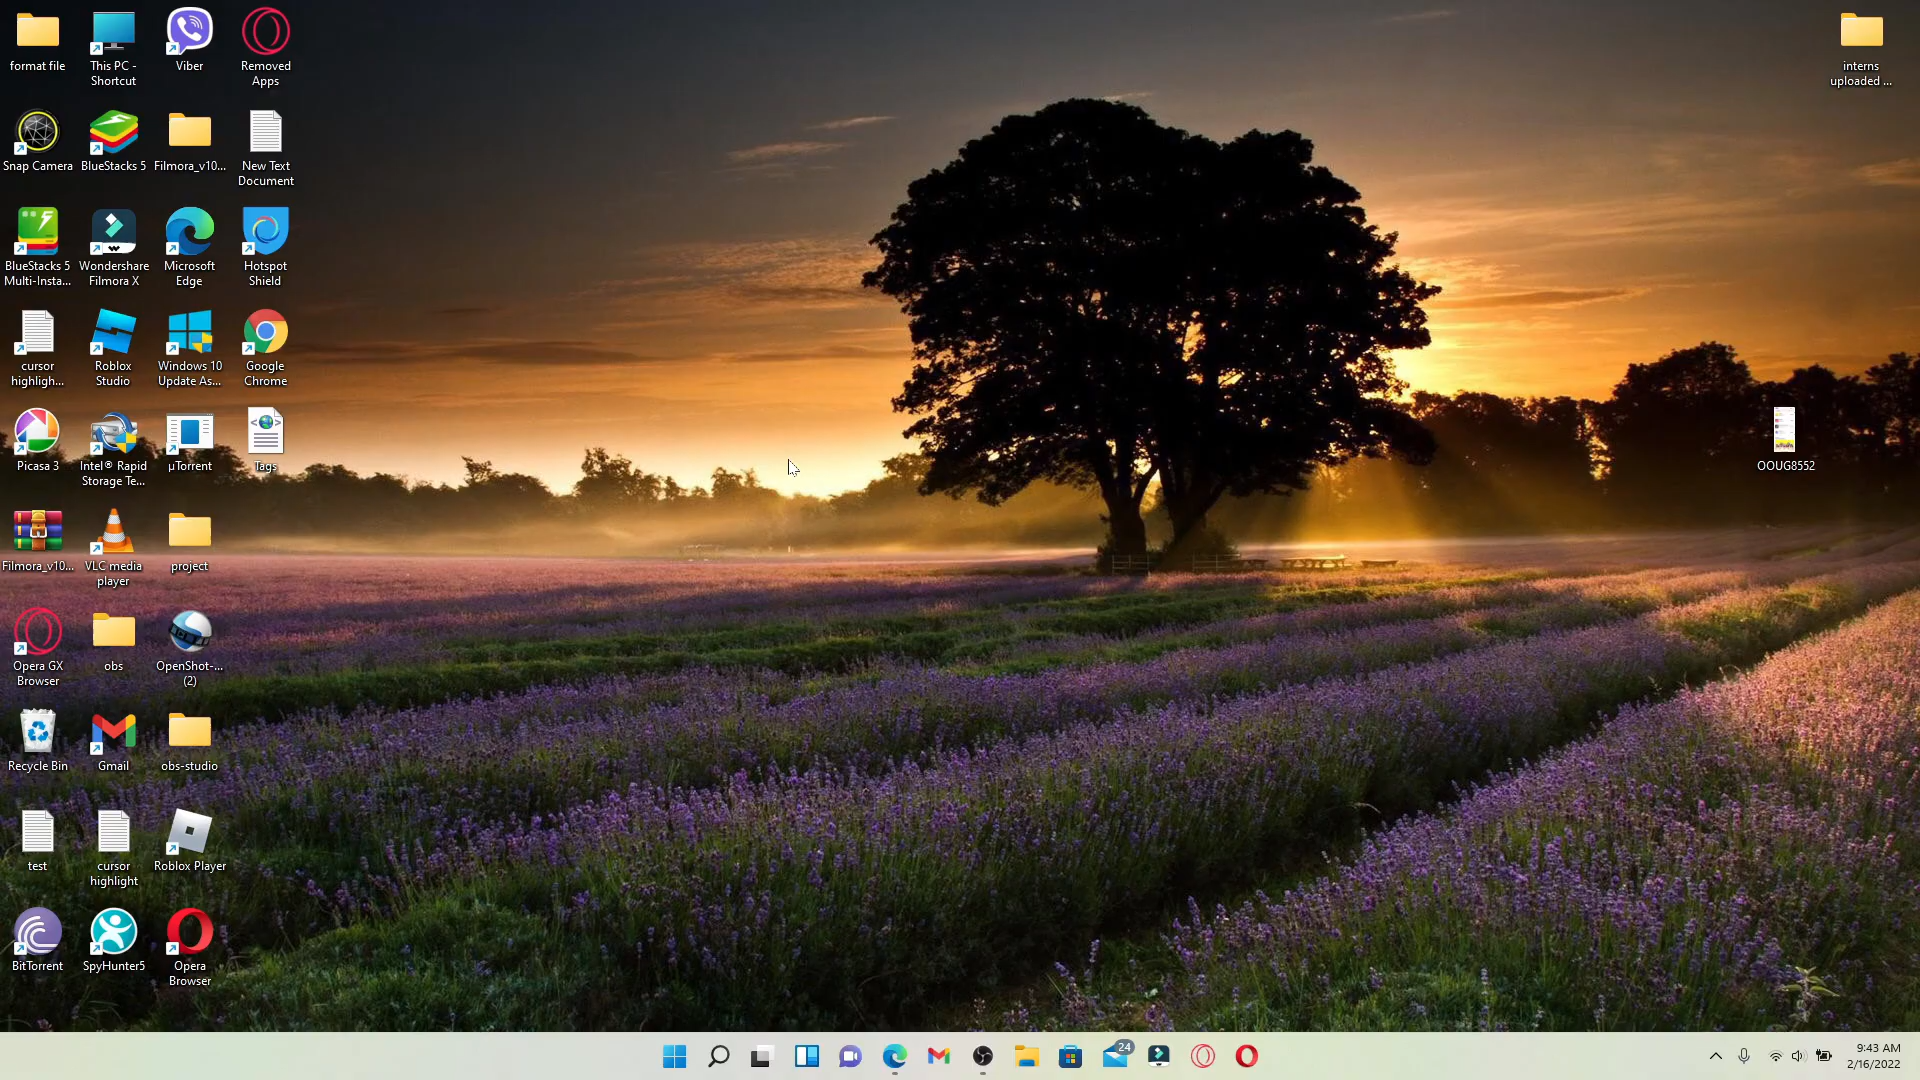 format file
This PC -
Shortcut
Viber
Removed
Apps
interns
uploaded ...
Snap Camera
BlueStacks 5
Filmora_v10...
New Text
Document
BlueStacks 5
Multi-Insta...
Wondershare
Filmora X
Microsoft
Edge
Hotspot
Shield
cursor
highligh...
Roblox
Studio
Windows 10
Update As...
Google
Chrome
Picasa 3
Intel® Rapid
Storage Te...
µTorrent
Tags
OOUG8552
Filmora_v10...
VLC media
player
project
Opera GX
Browser
obs
OpenShot-...
(2)
Recycle Bin
Gmail
obs-studio
test
cursor
highlight
Roblox Player
BitTorrent
SpyHunter5
Opera
Browser
24
9:43 AM
2/16/2022